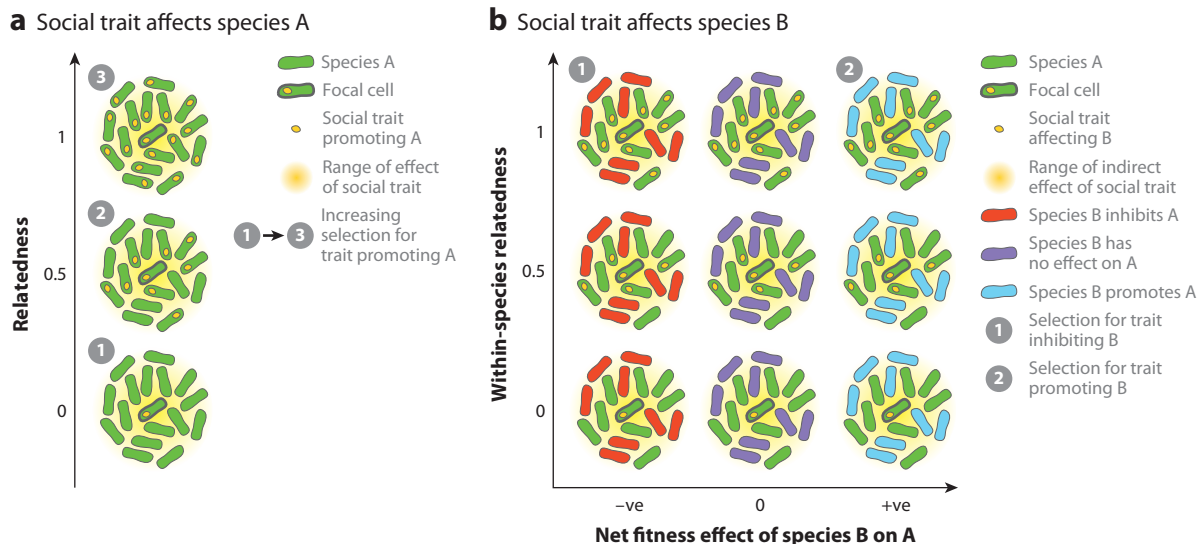 a Social trait affects species A
Relatedness
1
0.5
0
3
2
1
Species A
Focal cell
Social trait
promoting A
Range of effect
of social trait
1 → 3
Increasing
selection for
trait promoting A
b Social trait affects species B
Within-species relatedness
1
0.5
0
1
2
−ve
0
+ve
Net fitness effect of species B on A
Species A
Focal cell
Social trait
affecting B
Range of indirect
effect of social trait
Species B inhibits A
Species B has
no effect on A
Species B promotes A
1 Selection for trait
inhibiting B
2 Selection for trait
promoting B